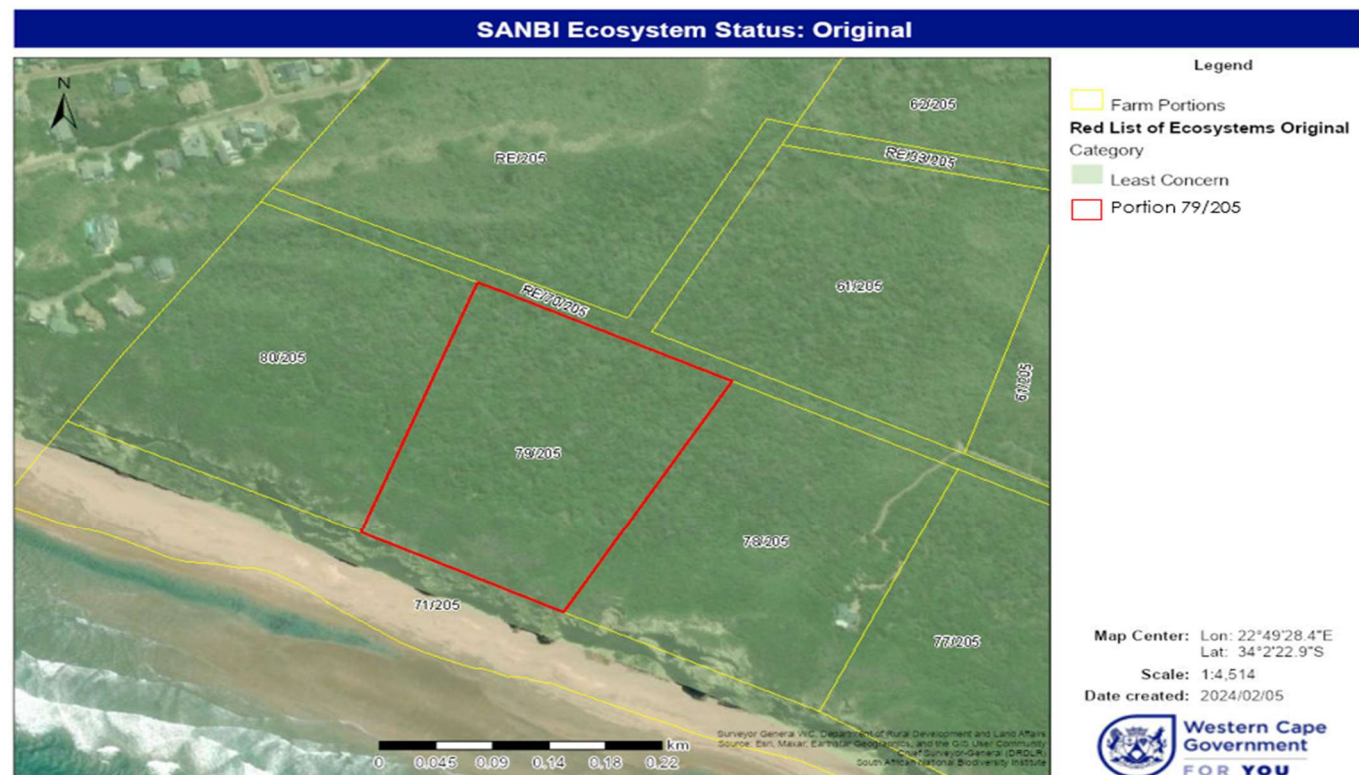 SANBI Ecosystem Status: Original
N
62/205
RE/205
RE/70/205
61/205
61/205
80/205
79/205
78/205
71/205
77/205
km
0 0.045 0.09 0.14 0.18 0.22
Surveyor General WC, Department of Rural Development and Land Affairs
Source: Esri, Maxar, Earthstar Geographics, and the GIS User Community
Chief Surveyor-General (DRDLR)
South African National Biodiversity Institute
Legend
Farm Portions
Red List of Ecosystems Original
Category
Least Concern
Portion 79/205
Map Center: Lon: 22°49'28.4"E
Lat: 34°2'22.9"S
Scale: 1:4,514
Date created: 2024/02/05
Western Cape
Government
FOR YOU